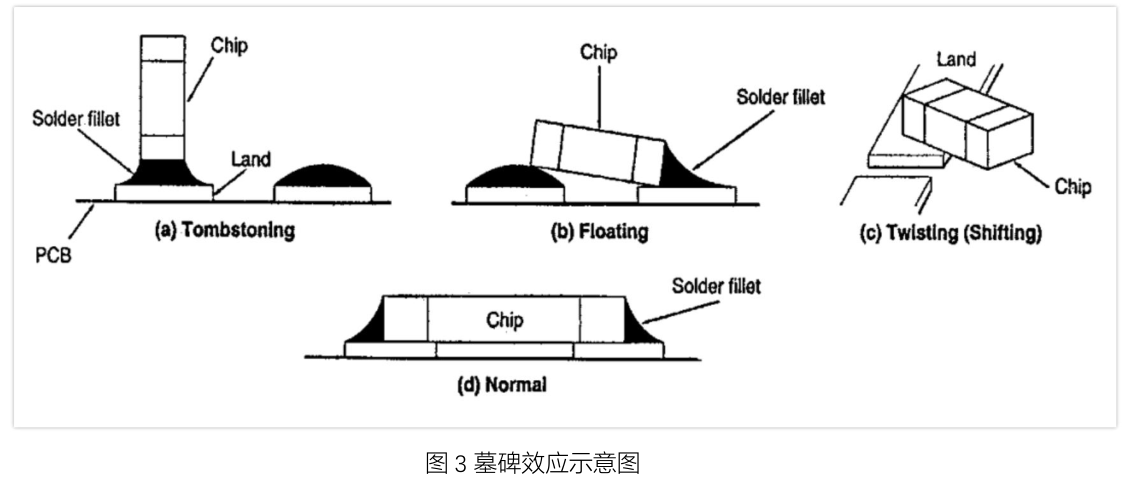 Chip
Solder fillet
Land
PCB
(a) Tombstoning
Chip
Solder fillet
(b) Floating
Land
Chip
(c) Twisting (Shifting)
Chip
Solder fillet
(d) Normal
图 3 墓碑效应示意图